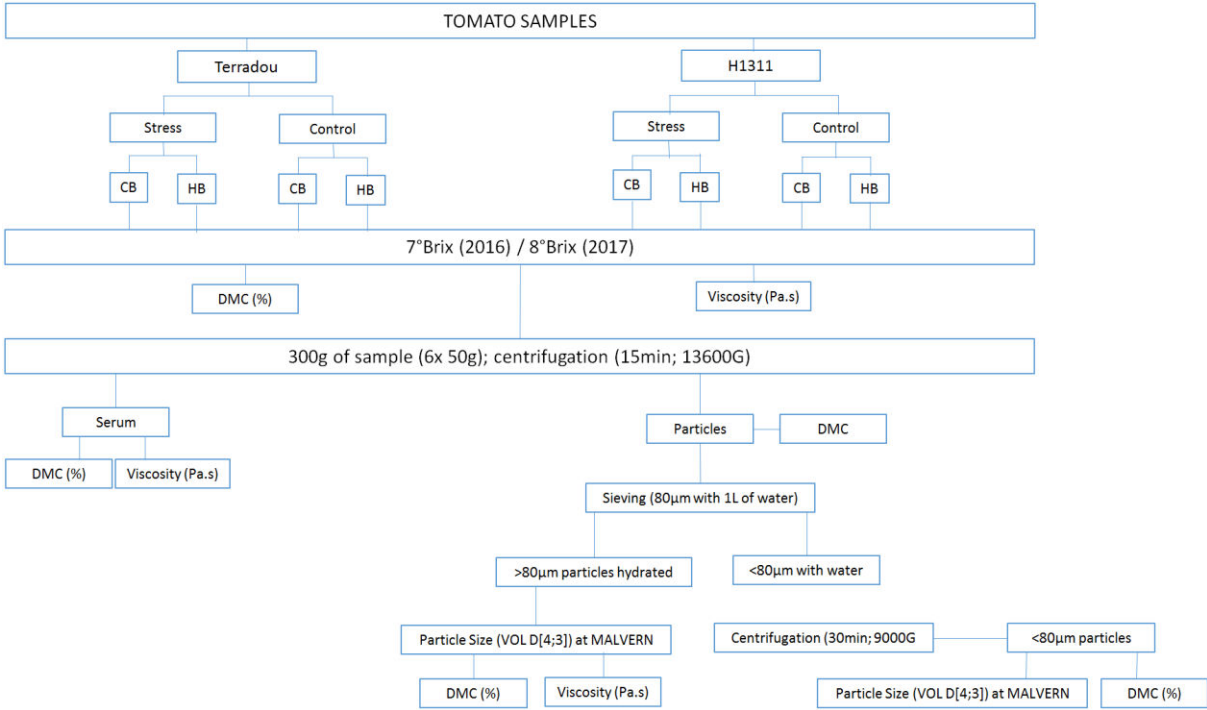 TOMATO SAMPLES
Terradou
H1311
Stress
Control
Stress
Control
CB
HB
CB
HB
CB
HB
CB
HB
7°Brix (2016) / 8°Brix (2017)
DMC (%)
Viscosity (Pa.s)
300g of sample (6x 50g); centrifugation (15min; 13600G)
Serum
Particles
DMC
DMC (%)
Viscosity (Pa.s)
Sieving (80µm with 1L of water)
>80µm particles hydrated
<80µm with water
Particle Size (VOL D[4;3]) at MALVERN
Centrifugation (30min; 9000G
<80µm particles
DMC (%)
Viscosity (Pa.s)
Particle Size (VOL D[4;3]) at MALVERN
DMC (%)